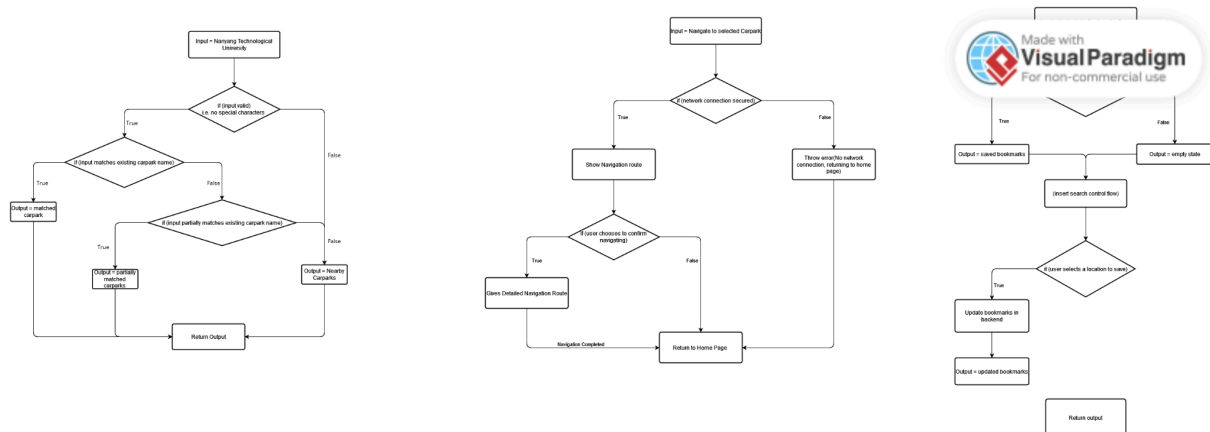 Input = Nanyang Technological
University
if (input valid)
i.e. no special characters
True
False
if (input matches existing carpark name)
True
False
Output = matched
carpark
if (input partially matches existing carpark name)
True
False
Output = partially
matched
carparks
Output = Nearby
Carparks
Return Output
Input = Navigate to selected Carpark
if (network connection secured)
True
False
Show Navigation route
Throw error(No network
connection, returning to home
page)
if (user chooses to confirm
navigating)
True
False
Gives Detailed Navigation Route
Navigation Completed
Return to Home Page
Made with
Visual Paradigm
For non-commercial use
True
False
Output = saved bookmarks
Output = empty state
(insert search control flow)
if (user selects a location to save)
True
Update bookmarks in
backend
Output = updated bookmarks
Return output